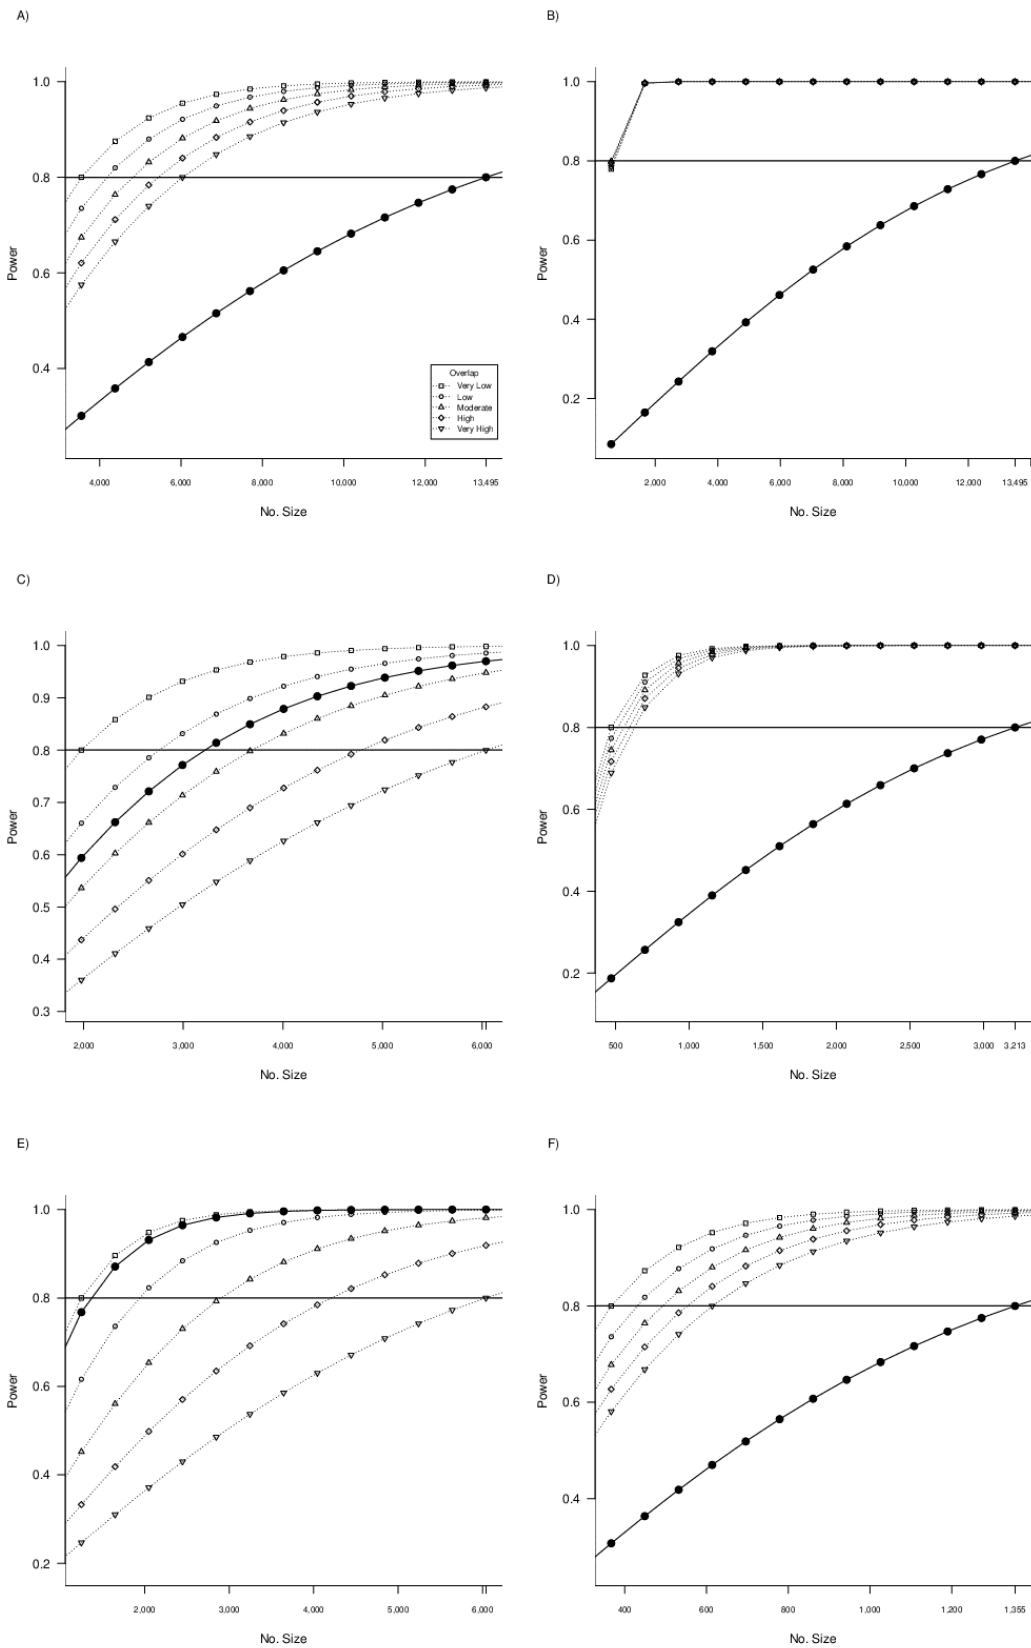 A)
1.0
0.8
0.6
0.4
Power
Overlap
Very Low
Low
Moderate
High
Very High
4,000 6,000 8,000 10,000 12,000 13,495
No. Size
B)
1.0
0.8
0.6
0.4
0.2
Power
2,000 4,000 6,000 8,000 10,000 12,000 13,495
No. Size
C)
1.0
0.9
0.8
0.7
0.6
0.5
0.4
0.3
Power
2,000 3,000 4,000 5,000 6,000
No. Size
D)
1.0
0.8
0.6
0.4
0.2
Power
500 1,000 1,500 2,000 2,500 3,000 3,213
No. Size
E)
1.0
0.8
0.6
0.4
0.2
Power
2,000 3,000 4,000 5,000 6,000
No. Size
F)
1.0
0.8
0.6
0.4
Power
400 600 800 1,000 1,200 1,355
No. Size